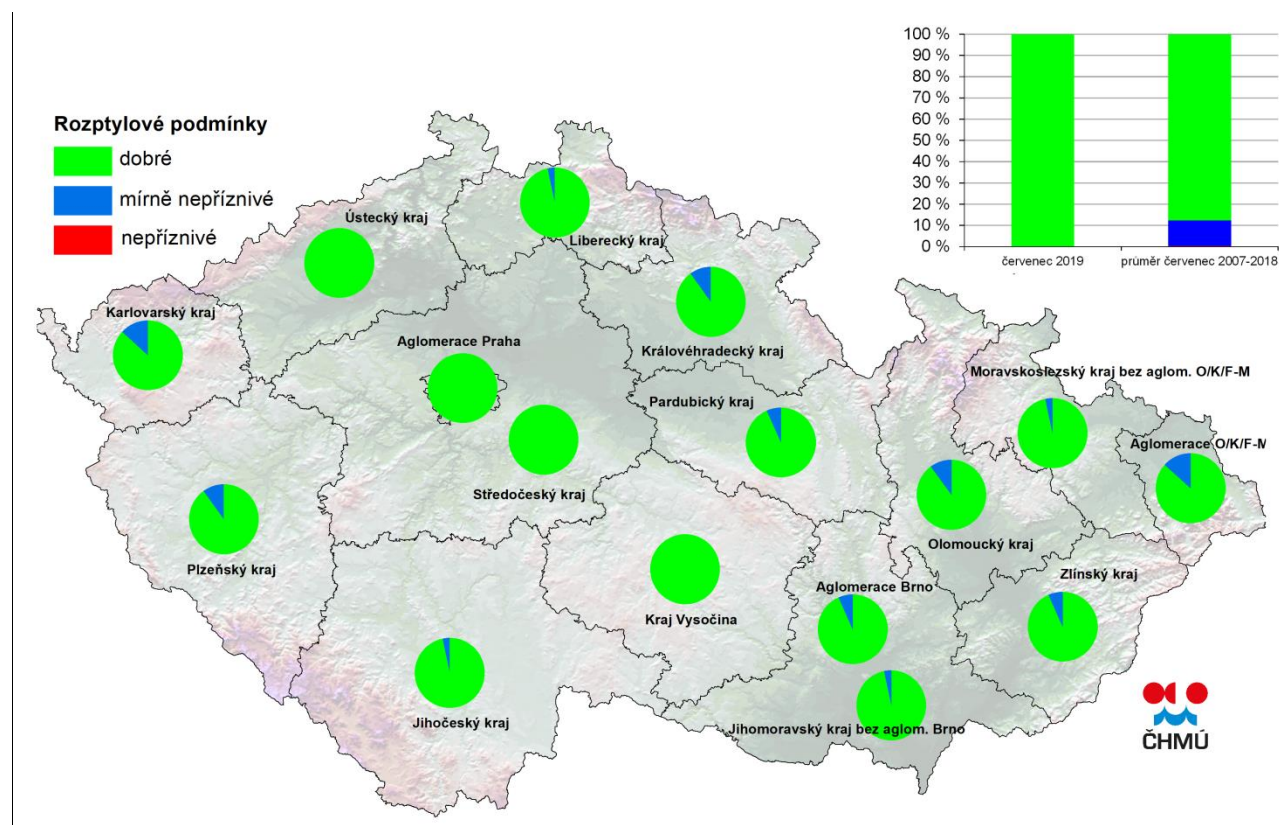 100 %
90 %
80 %
70 %
60 %
50 %
40 %
30 %
20 %
10 %
0 %
červenec 2019
průměr červenec 2007-2018
Rozptylové podmínky
dobré
mírně nepříznivé
nepříznivé
Ústecký kraj
Liberecký kraj
Karlovarský kraj
Aglomerace Praha
Královéhradecký kraj
Moravskoslezský kraj bez aglom. O/K/F-M
Pardubický kraj
Aglomerace O/K/F-M
Středočeský kraj
Olomoucký kraj
Plzeňský kraj
Zlínský kraj
Aglomerace Brno
Kraj Vysočina
Jihočeský kraj
Jihomoravský kraj bez aglom. Brno
ČHMÚ